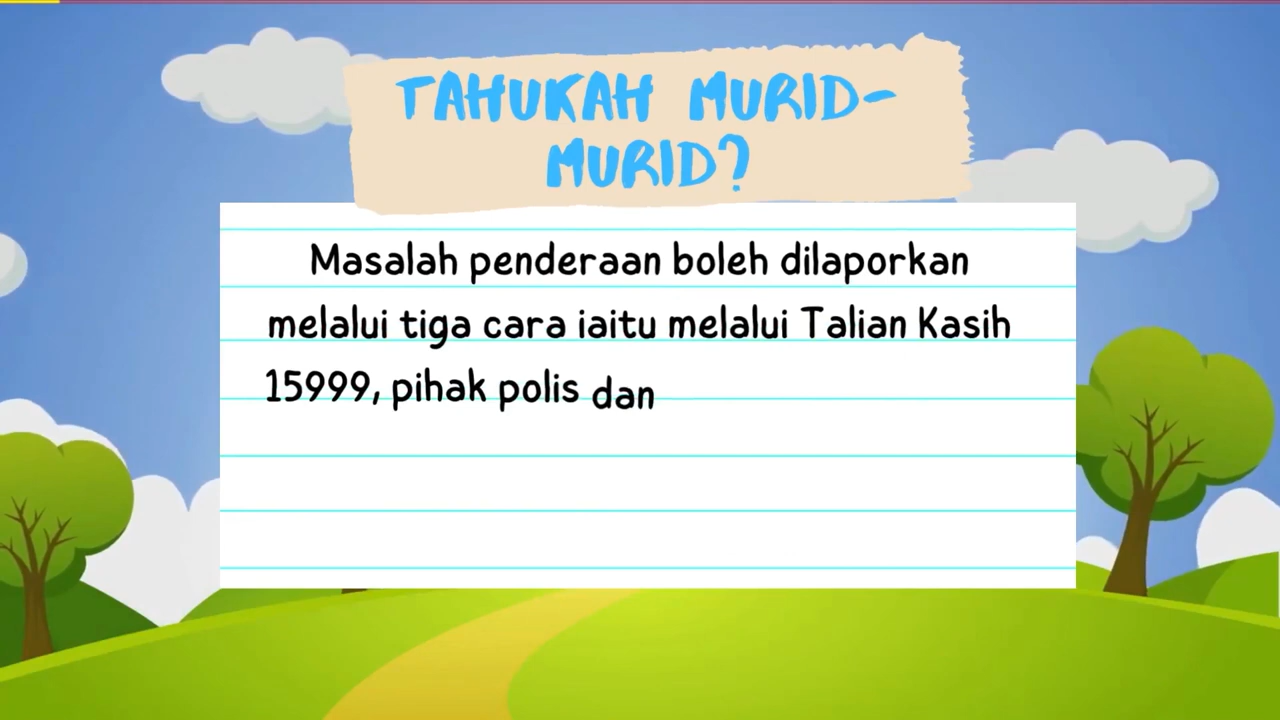 TAHUKAH MURID-
MURID?
Masalah penderaan boleh dilaporkan
melalui tiga cara iaitu melalui Talian Kasih
15999, pihak polis dan